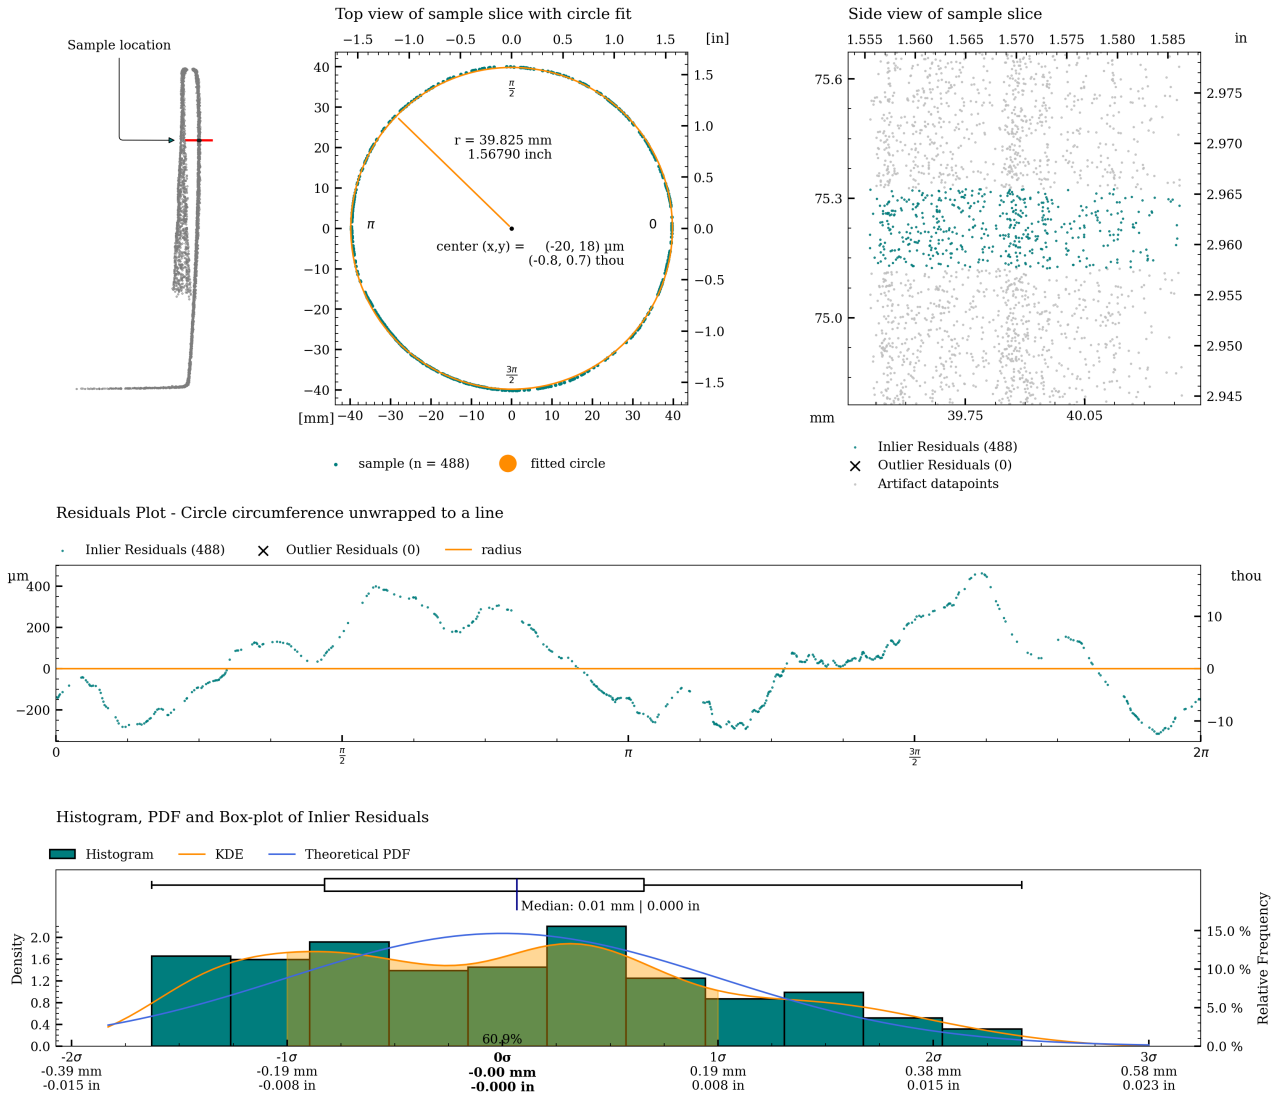 Sample location
Top view of sample slice with circle fit
−1.5 −1.0 −0.5 0.0 0.5 1.0 1.5 [in]
40
30
20
10
0
−10
−20
−30
−40
1.5
1.0
0.5
0.0
−0.5
−1.0
−1.5
π/2
r = 39.825 mm
1.56790 inch
π
0
center (x,y) = (-20, 18) µm
(-0.8, 0.7) thou
3π/2
[mm] −40 −30 −20 −10 0 10 20 30 40
sample (n = 488) fitted circle
Side view of sample slice
1.555 1.560 1.565 1.570 1.575 1.580 1.585 in
75.6
75.3
75.0
2.975
2.970
2.965
2.960
2.955
2.950
2.945
mm 39.75 40.05
Inlier Residuals (488)
Outlier Residuals (0)
Artifact datapoints
Residuals Plot - Circle circumference unwrapped to a line
Inlier Residuals (488) Outlier Residuals (0) radius
µm thou
400
200
0
−200
10
0
−10
0 π/2 π 3π/2 2π
Histogram, PDF and Box-plot of Inlier Residuals
Histogram KDE Theoretical PDF
Median: 0.01 mm | 0.000 in
Density
2.0
1.6
1.2
0.8
0.4
0.0
15.0 %
10.0 %
5.0 %
0.0 %
Relative Frequency
60.9%
-2σ -1σ 0σ 1σ 2σ 3σ
-0.39 mm -0.19 mm -0.00 mm 0.19 mm 0.38 mm 0.58 mm
-0.015 in -0.008 in -0.000 in 0.008 in 0.015 in 0.023 in